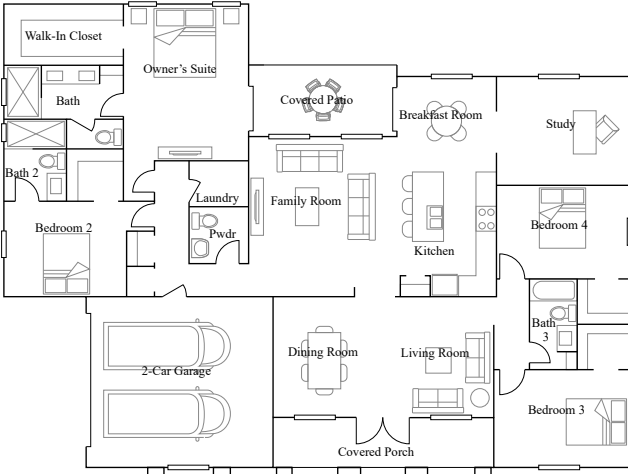 Walk-In Closet
Owner's Suite
Bath
Covered Patio
Breakfast Room
Study
Bath 2
Laundry
Family Room
Bedroom 2
Pwdr
Bedroom 4
Kitchen
Bath
3
Dining Room
Living Room
2-Car Garage
Bedroom 3
Covered Porch